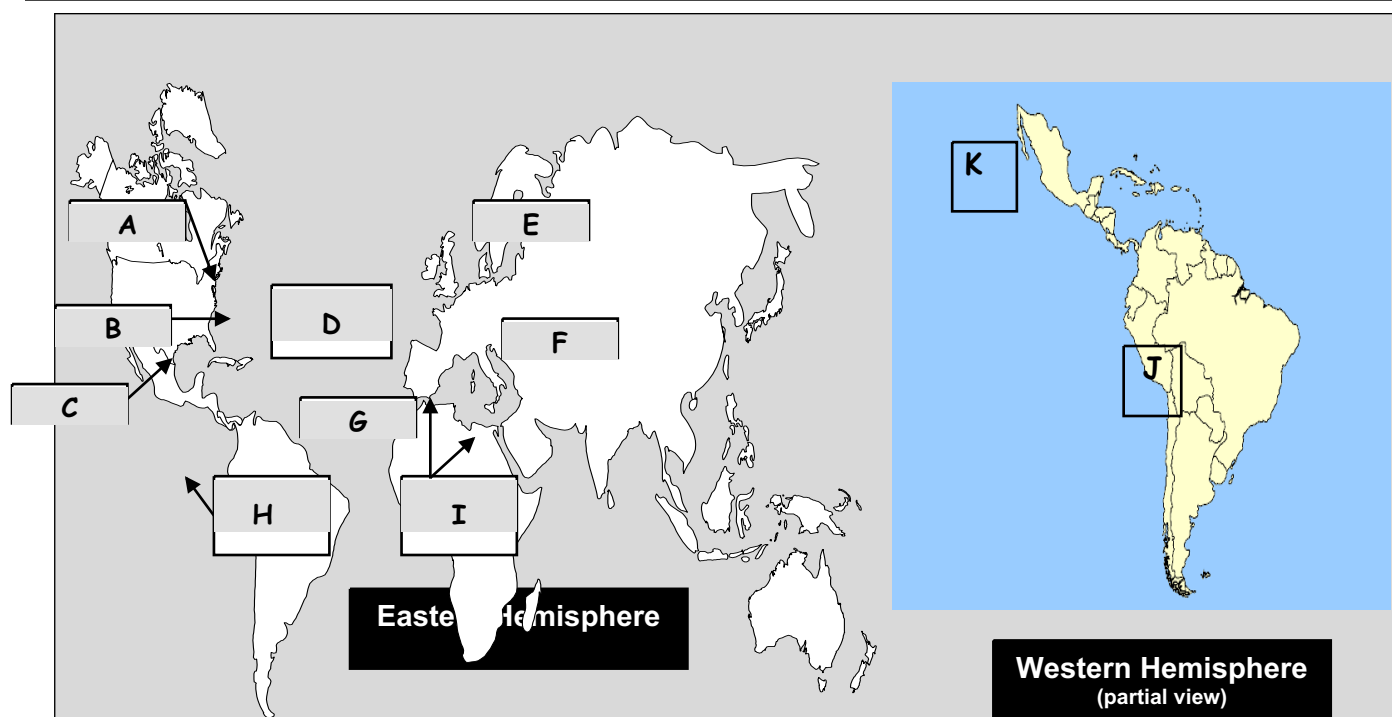 K
A
E
B
D
F
J
C
G
H
I
Easte Hemisphere
Western Hemisphere
(partial view)